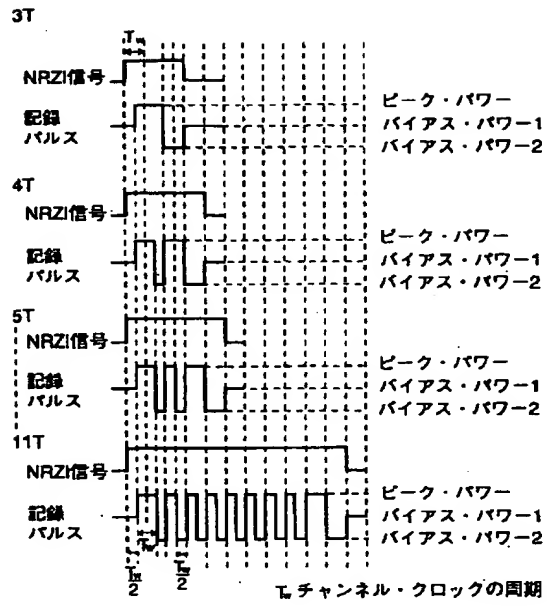 3T
Tw
NRZI信号
記録
パルス
ピーク・パワー
バイアス・パワー1
バイアス・パワー2
4T
NRZI信号
記録
パルス
ピーク・パワー
バイアス・パワー1
バイアス・パワー2
5T
NRZI信号
記録
パルス
ピーク・パワー
バイアス・パワー1
バイアス・パワー2
11T
NRZI信号
記録
パルス
ピーク・パワー
バイアス・パワー1
バイアス・パワー2
Tw
Tw/2
Tw/2
Tw チャンネル・クロックの周期